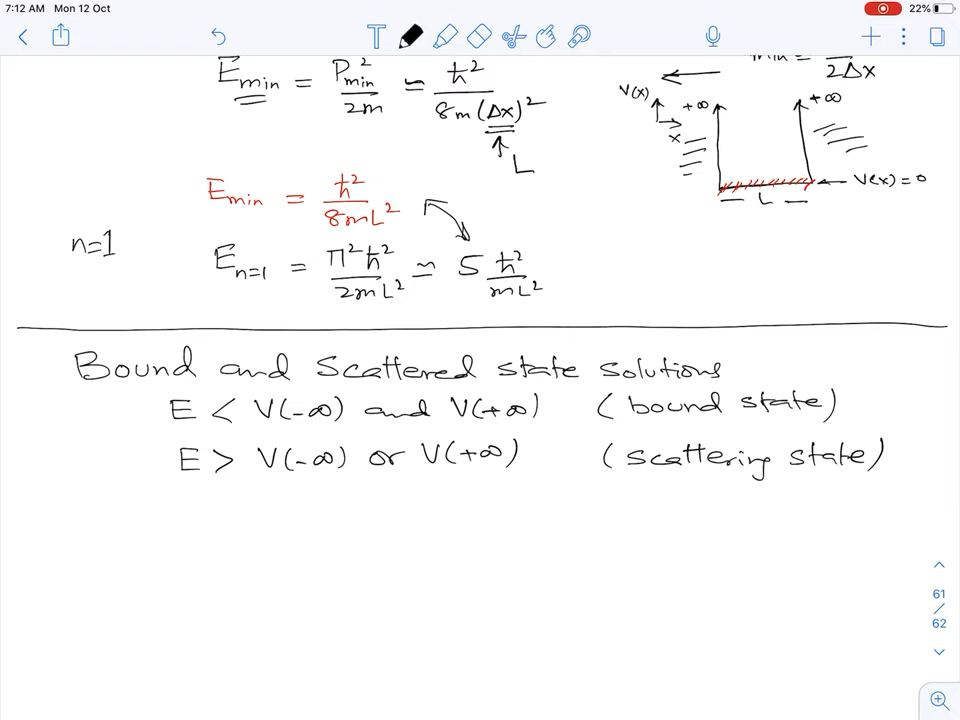 7:12 AM Mon 12 Oct
22%
E_min = P_min^2 / 2m ≃ ħ^2 / 8m(Δx)^2
L
2Δx
V(x)
x
+∞
+∞
V(x)=0
L
E_min = ħ^2 / 8mL^2
n=1
E_n=1 = π^2ħ^2 / 2mL^2 ≃ 5 ħ^2 / mL^2
Bound and Scattered state solutions
E < V(-∞) and V(+∞) (bound state)
E > V(-∞) or V(+∞) (scattering state)
61
/
62